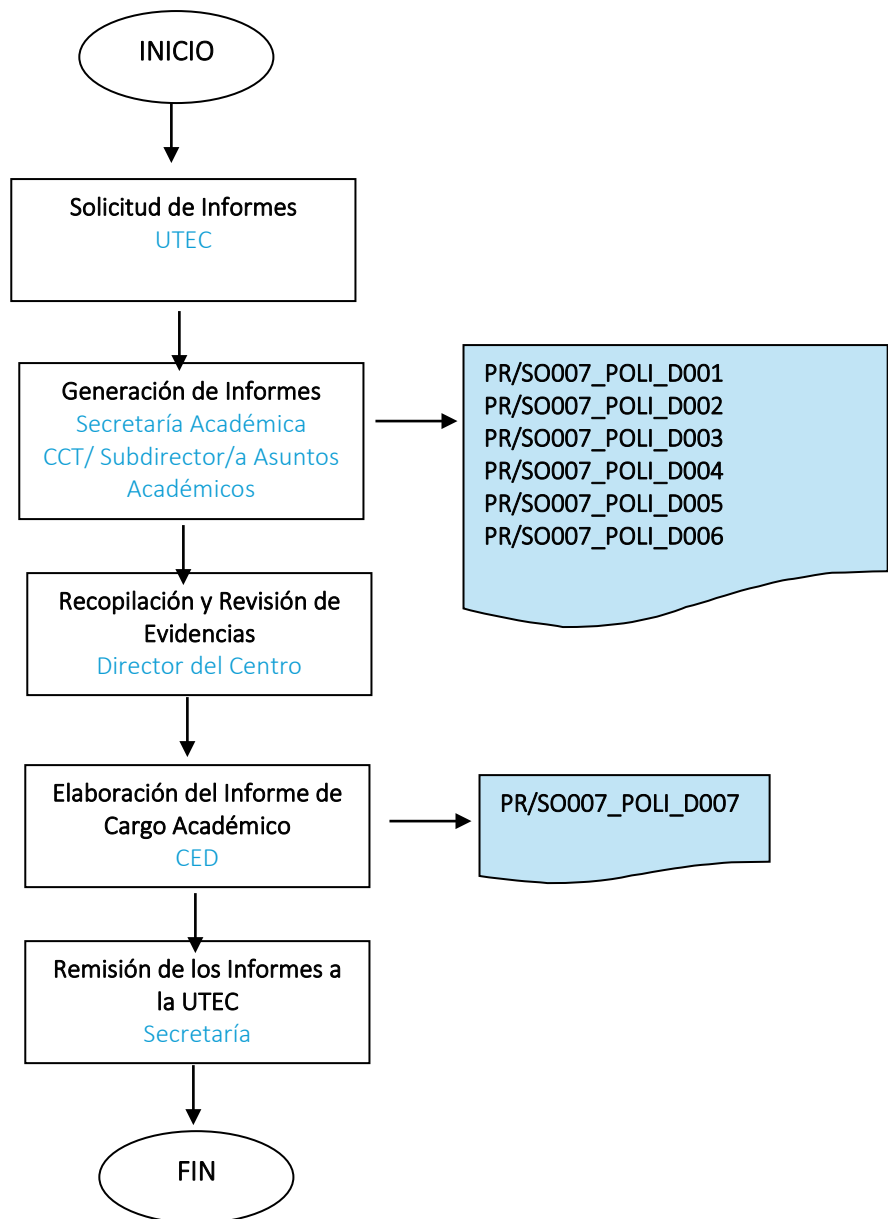 INICIO
Solicitud de Informes
UTEC
Generación de Informes
Secretaría Académica
CCT/ Subdirector/a Asuntos
Académicos
PR/SO007_POLI_D001
PR/SO007_POLI_D002
PR/SO007_POLI_D003
PR/SO007_POLI_D004
PR/SO007_POLI_D005
PR/SO007_POLI_D006
Recopilación y Revisión de
Evidencias
Director del Centro
Elaboración del Informe de
Cargo Académico
CED
PR/SO007_POLI_D007
Remisión de los Informes a
la UTEC
Secretaría
FIN